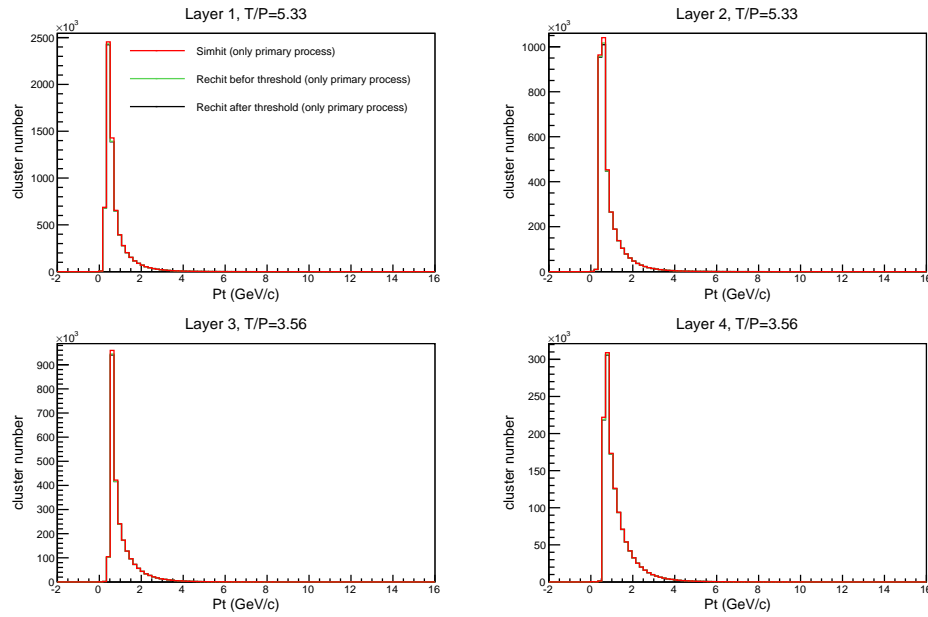 Layer 1, T/P=5.33
×10³
2500
2000
1500
1000
500
0
cluster number
Simhit (only primary process)
Rechit befor threshold (only primary process)
Rechit after threshold (only primary process)
-2 0 2 4 6 8 10 12 14 16
Pt (GeV/c)
Layer 2, T/P=5.33
×10³
1000
800
600
400
200
0
cluster number
-2 0 2 4 6 8 10 12 14 16
Pt (GeV/c)
Layer 3, T/P=3.56
×10³
900
800
700
600
500
400
300
200
100
0
cluster number
-2 0 2 4 6 8 10 12 14 16
Pt (GeV/c)
Layer 4, T/P=3.56
×10³
300
250
200
150
100
50
0
cluster number
-2 0 2 4 6 8 10 12 14 16
Pt (GeV/c)